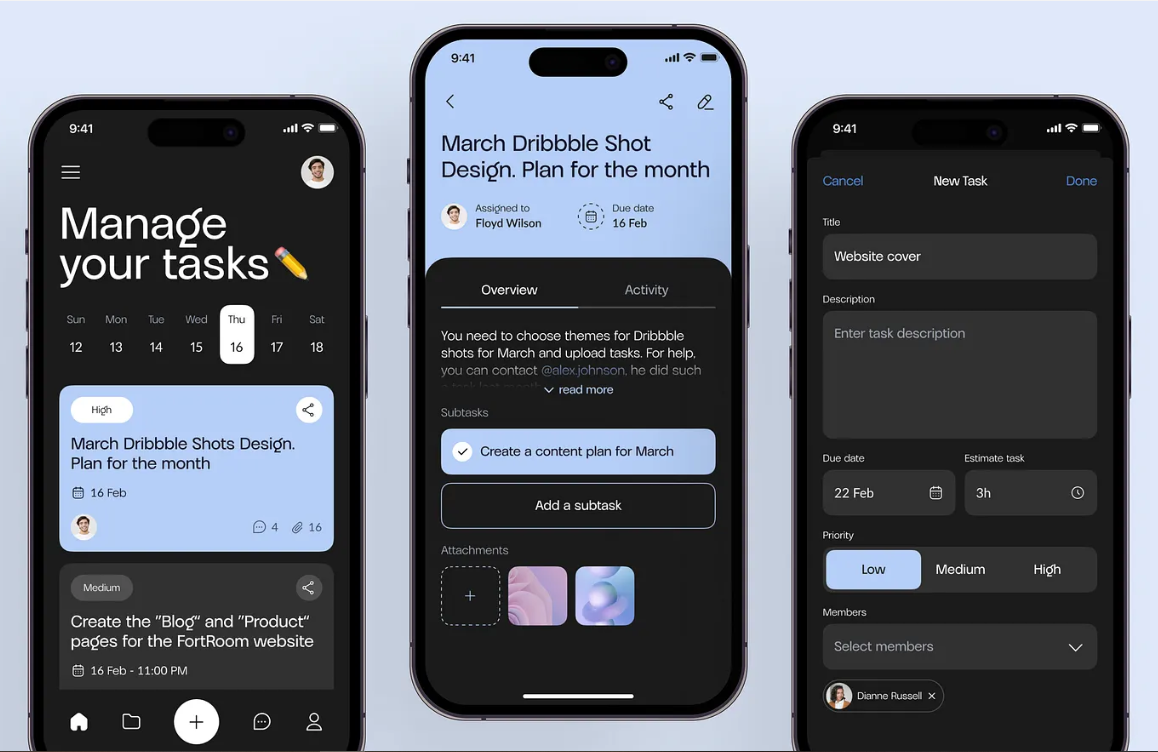 9:41
Manage
your tasks
Sun Mon Tue Wed Thu Fri Sat
12 13 14 15 16 17 18
High
March Dribbble Shots Design.
Plan for the month
16 Feb
4 16
Medium
Create the "Blog" and "Product"
pages for the FortRoom website
16 Feb - 11:00 PM
9:41
March Dribbble Shot
Design. Plan for the month
Assigned to
Floyd Wilson
Due date
16 Feb
Overview Activity
You need to choose themes for Dribbble
shots for March and upload tasks. For help,
you can contact @alex.johnson, he did such
a task last month
read more
Subtasks
Create a content plan for March
Add a subtask
Attachments
+
9:41
Cancel New Task Done
Title
Website cover
Description
Enter task description
Due date Estimate task
22 Feb 3h
Priority
Low Medium High
Members
Select members
Dianne Russell